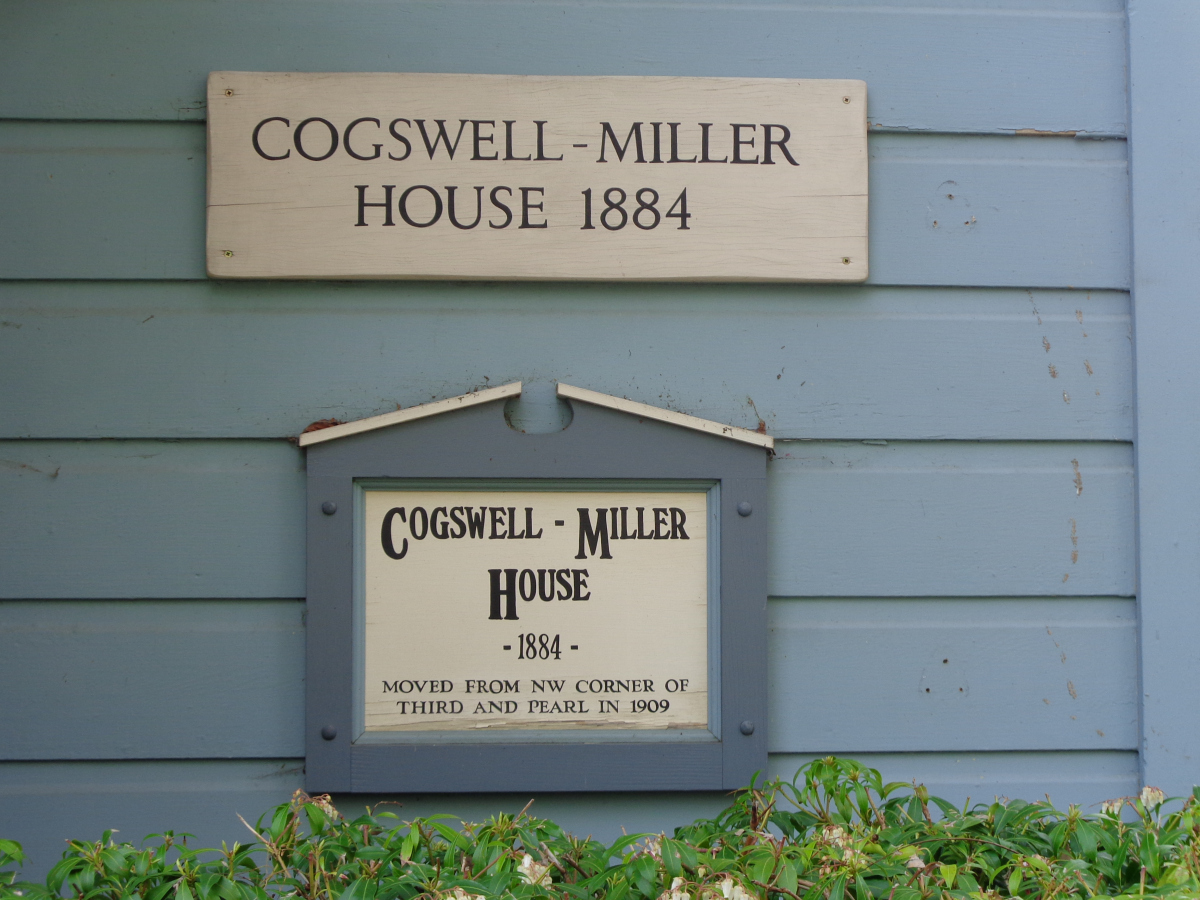 COGSWELL-MILLER
HOUSE 1884
COGSWELL - MILLER
HOUSE
- 1884 -
MOVED FROM NW CORNER OF
THIRD AND PEARL IN 1909